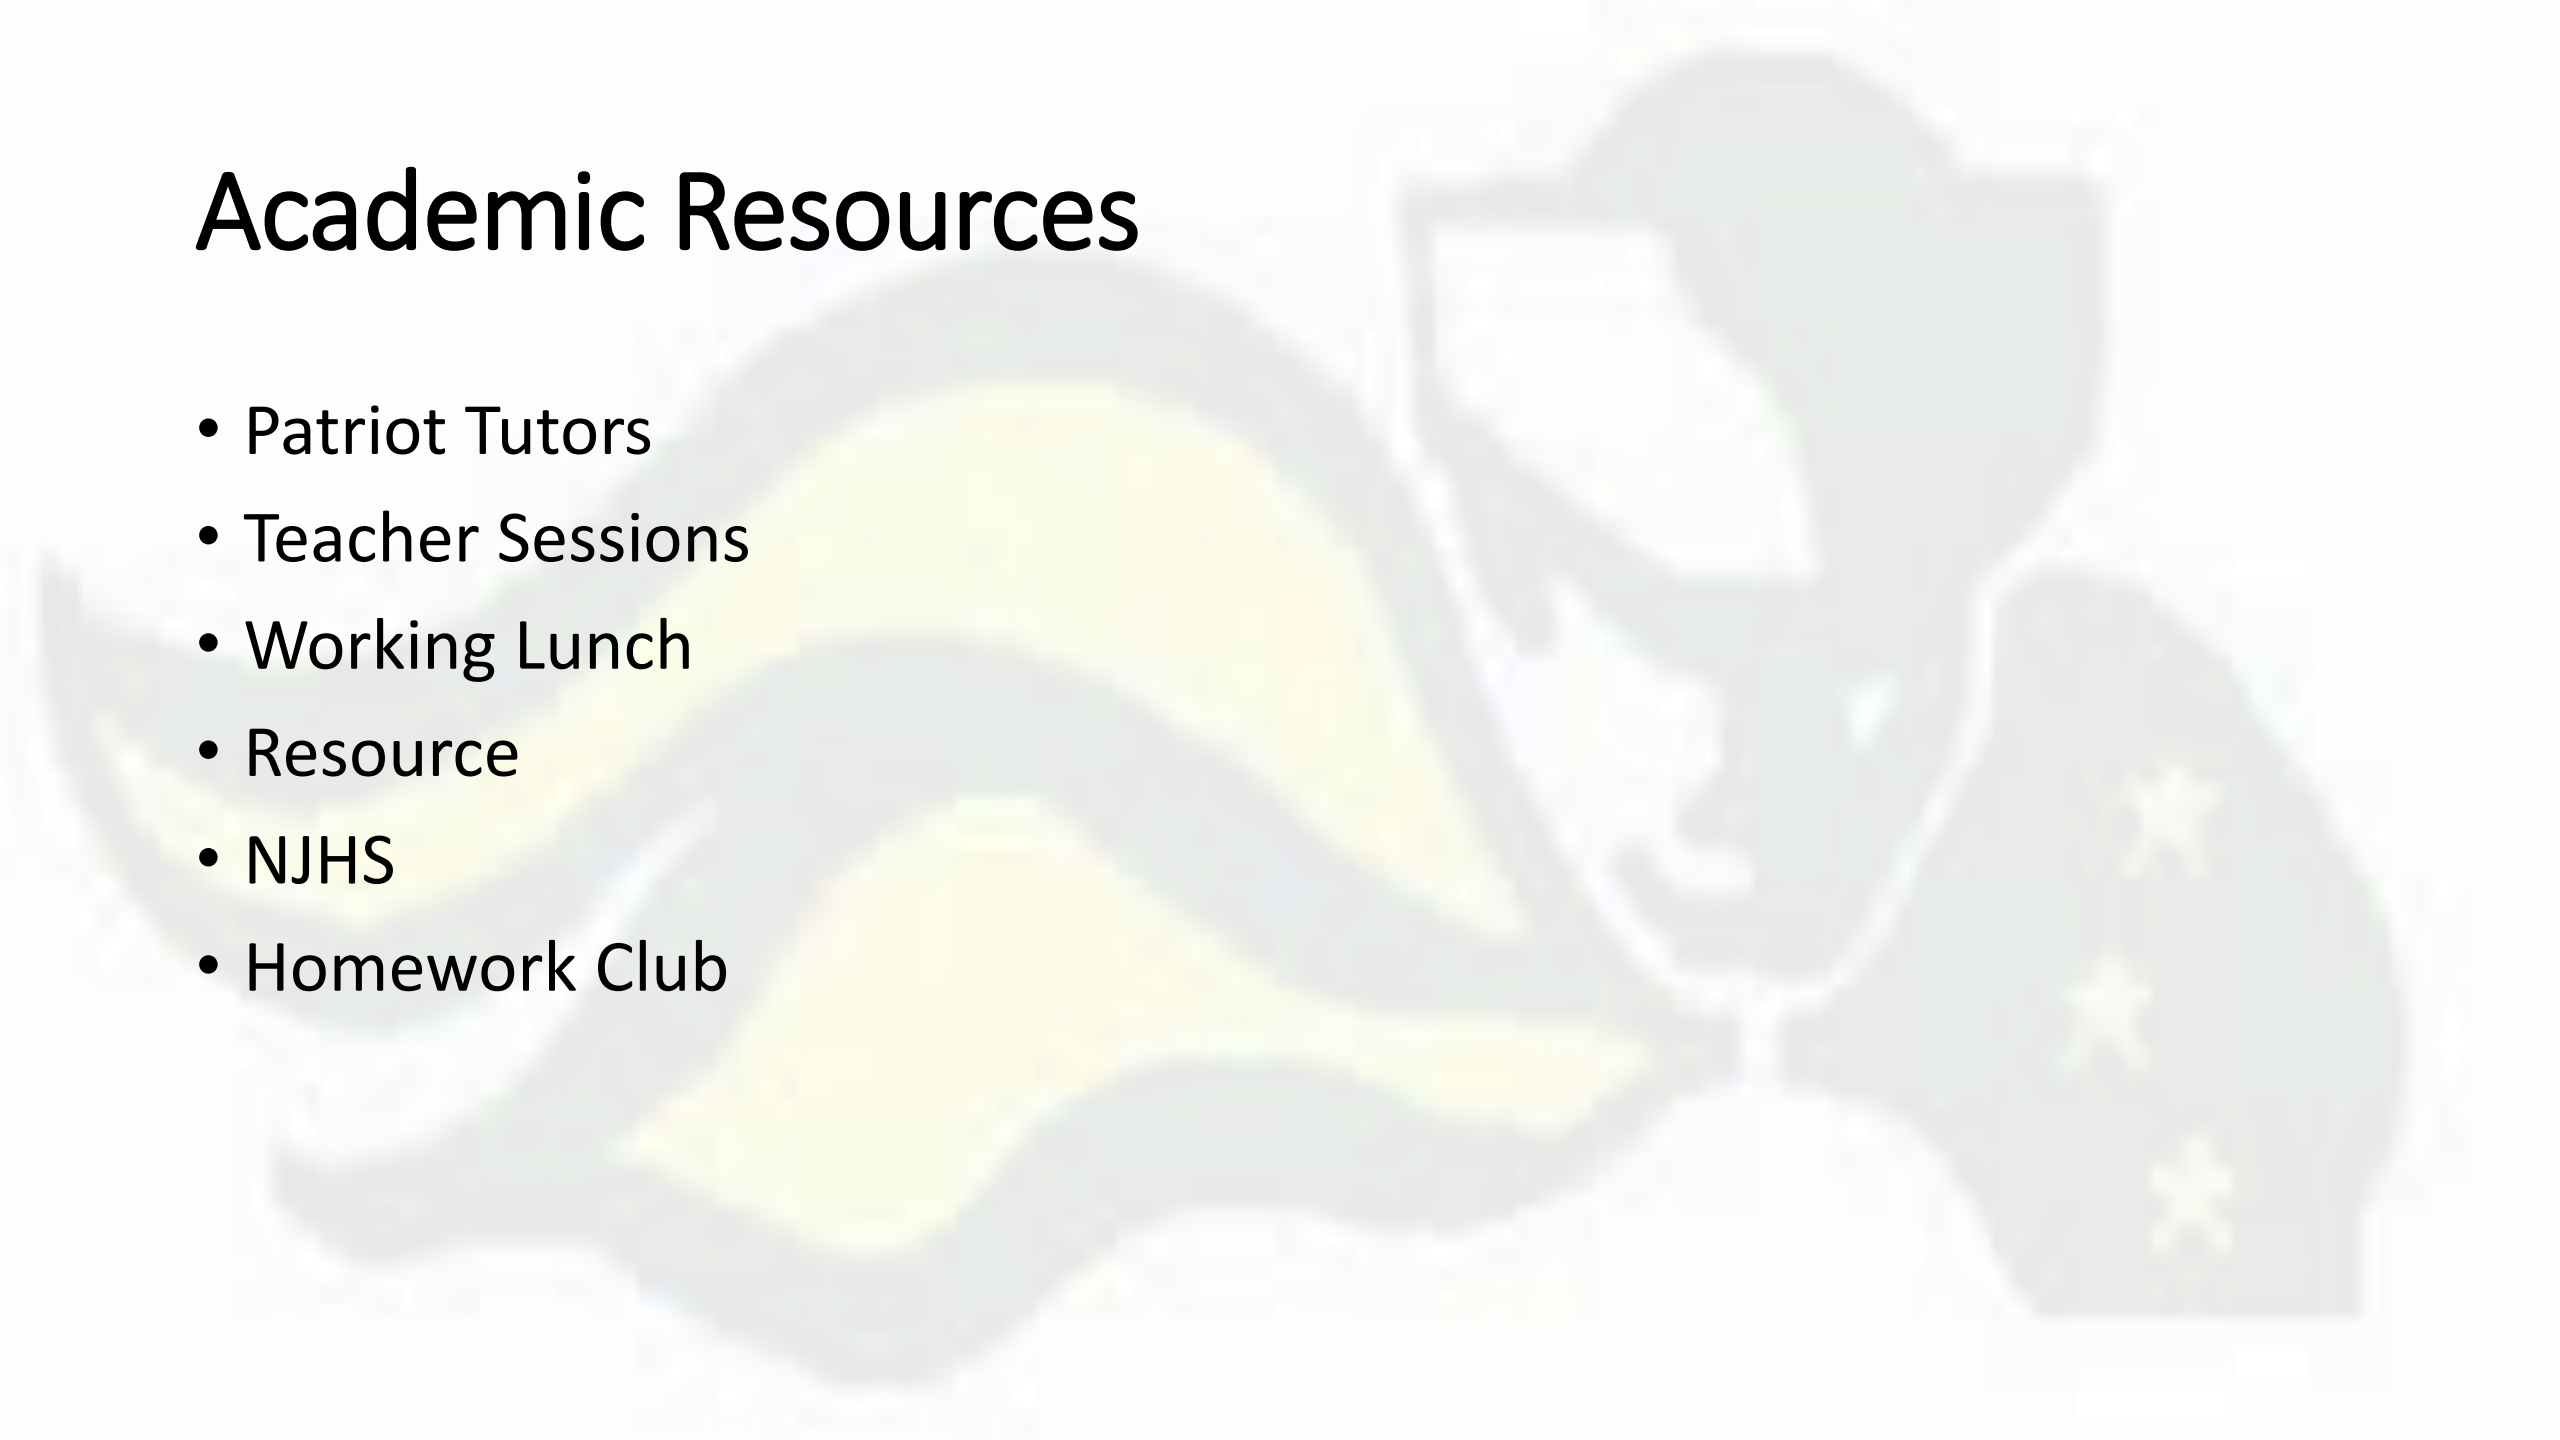 Academic Resources
• Patriot Tutors
• Teacher Sessions
• Working Lunch
• Resource
• NJHS
• Homework Club